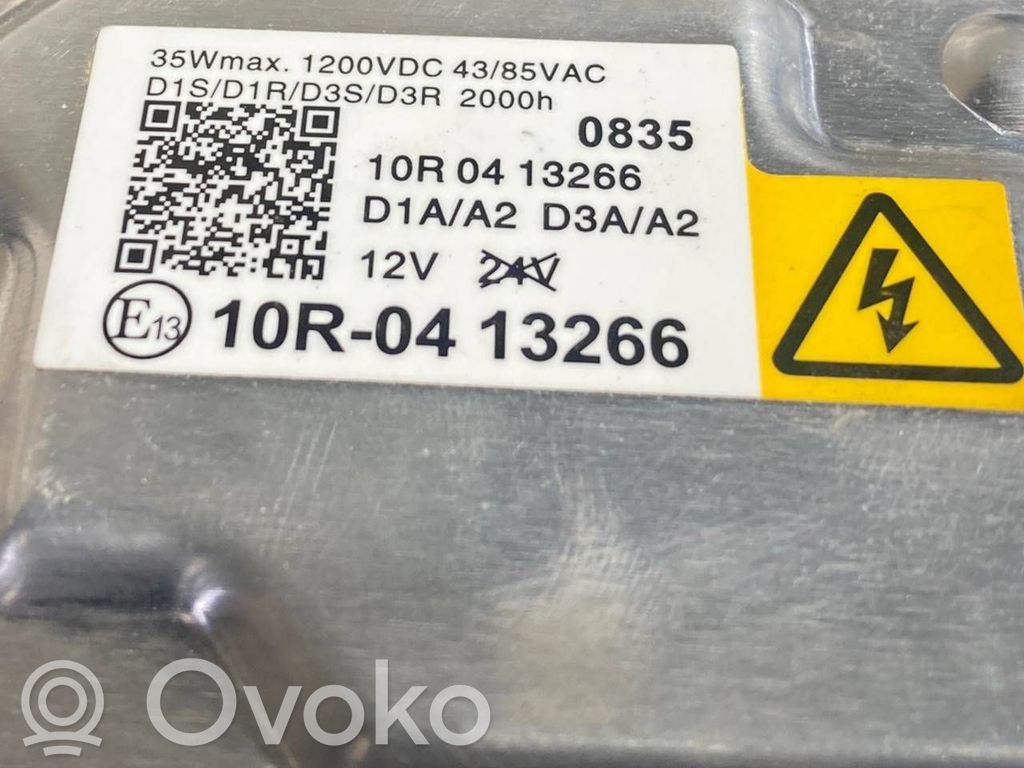 35Wmax. 1200VDC 43/85VAC
D1S/D1R/D3S/D3R 2000h
0835
10R 04 13266
D1A/A2 D3A/A2
12V 24V
E13 10R-04 13266
Ovoko